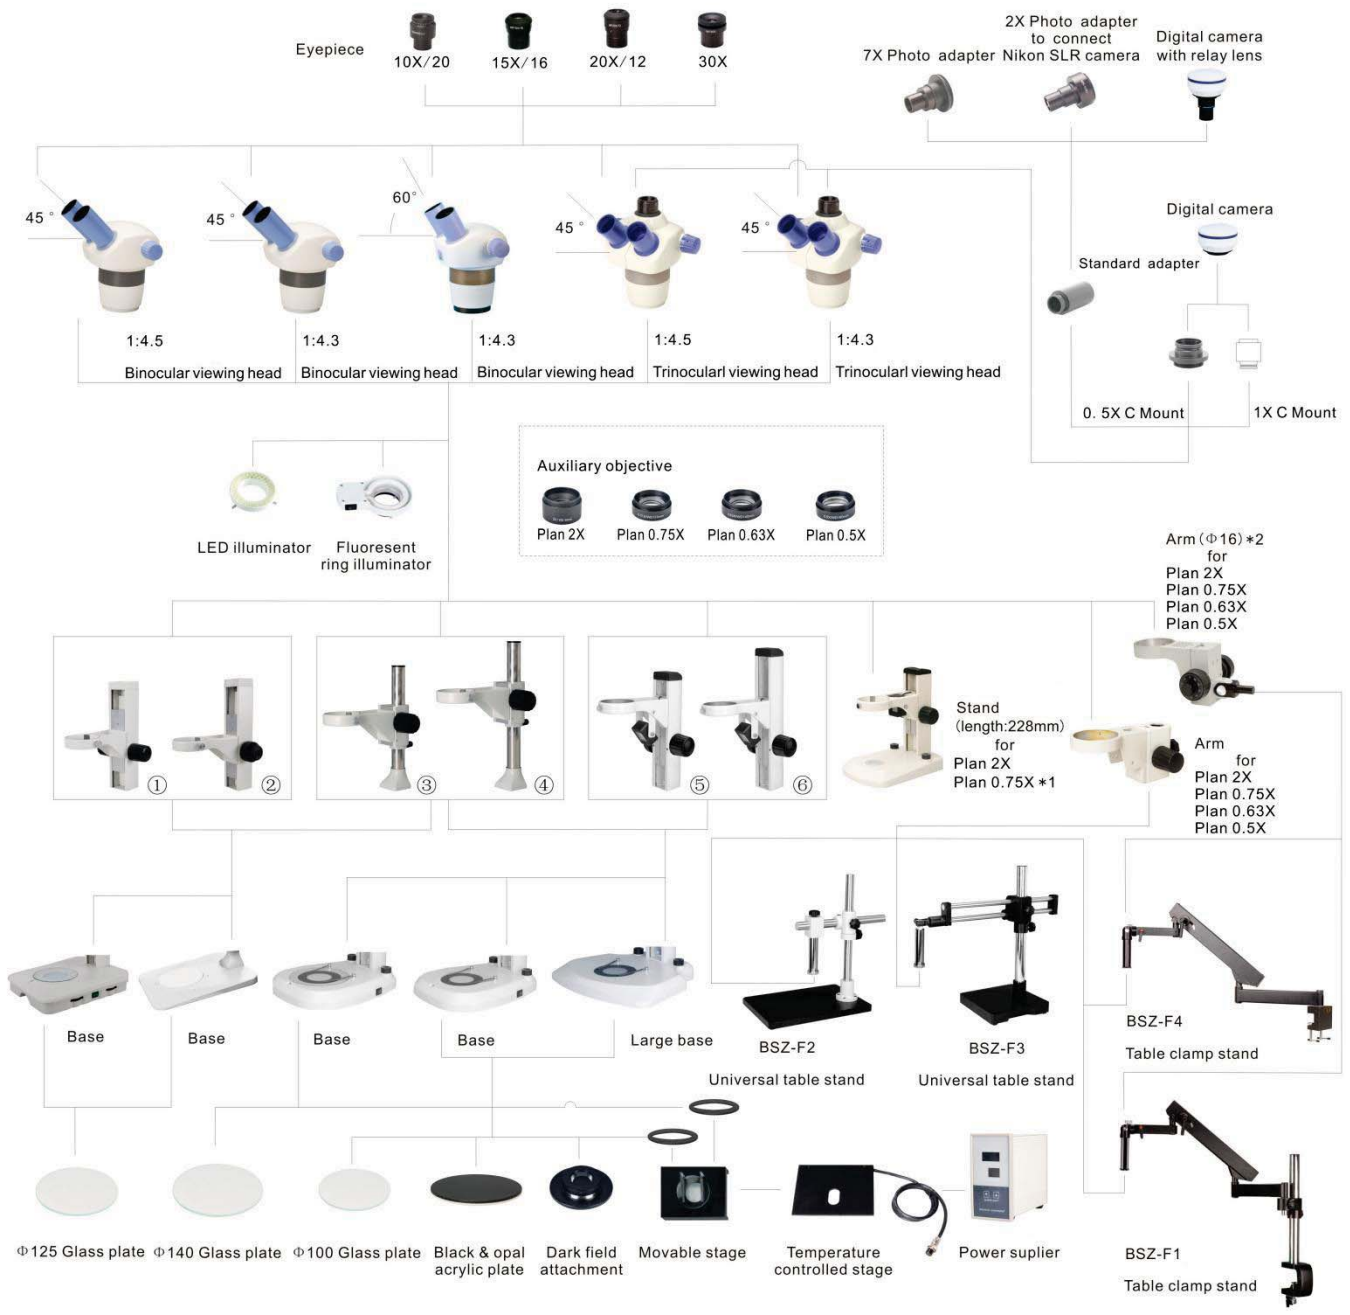 Eyepiece
10X/20
15X/16
20X/12
30X
2X Photo adapter
to connect
Nikon SLR camera
7X Photo adapter
Digital camera
with relay lens
45°
45°
60°
45°
45°
Digital camera
Standard adapter
1:4.5
1:4.3
1:4.3
1:4.5
1:4.3
Binocular viewing head
Binocular viewing head
Binocular viewing head
Trinocularl viewing head
Trinocularl viewing head
0. 5X C Mount
1X C Mount
Auxiliary objective
Plan 2X
Plan 0.75X
Plan 0.63X
Plan 0.5X
LED illuminator
Fluoresent
ring illuminator
Arm(Φ16)*2
for
Plan 2X
Plan 0.75X
Plan 0.63X
Plan 0.5X
①
②
③
④
⑤
⑥
Stand
(length:228mm)
for
Plan 2X
Plan 0.75X *1
Arm
for
Plan 2X
Plan 0.75X
Plan 0.63X
Plan 0.5X
Base
Base
Base
Base
Large base
BSZ-F2
Universal table stand
BSZ-F3
Universal table stand
BSZ-F4
Table clamp stand
Φ125 Glass plate
Φ140 Glass plate
Φ100 Glass plate
Black & opal
acrylic plate
Dark field
attachment
Movable stage
Temperature
controlled stage
Power suplier
BSZ-F1
Table clamp stand